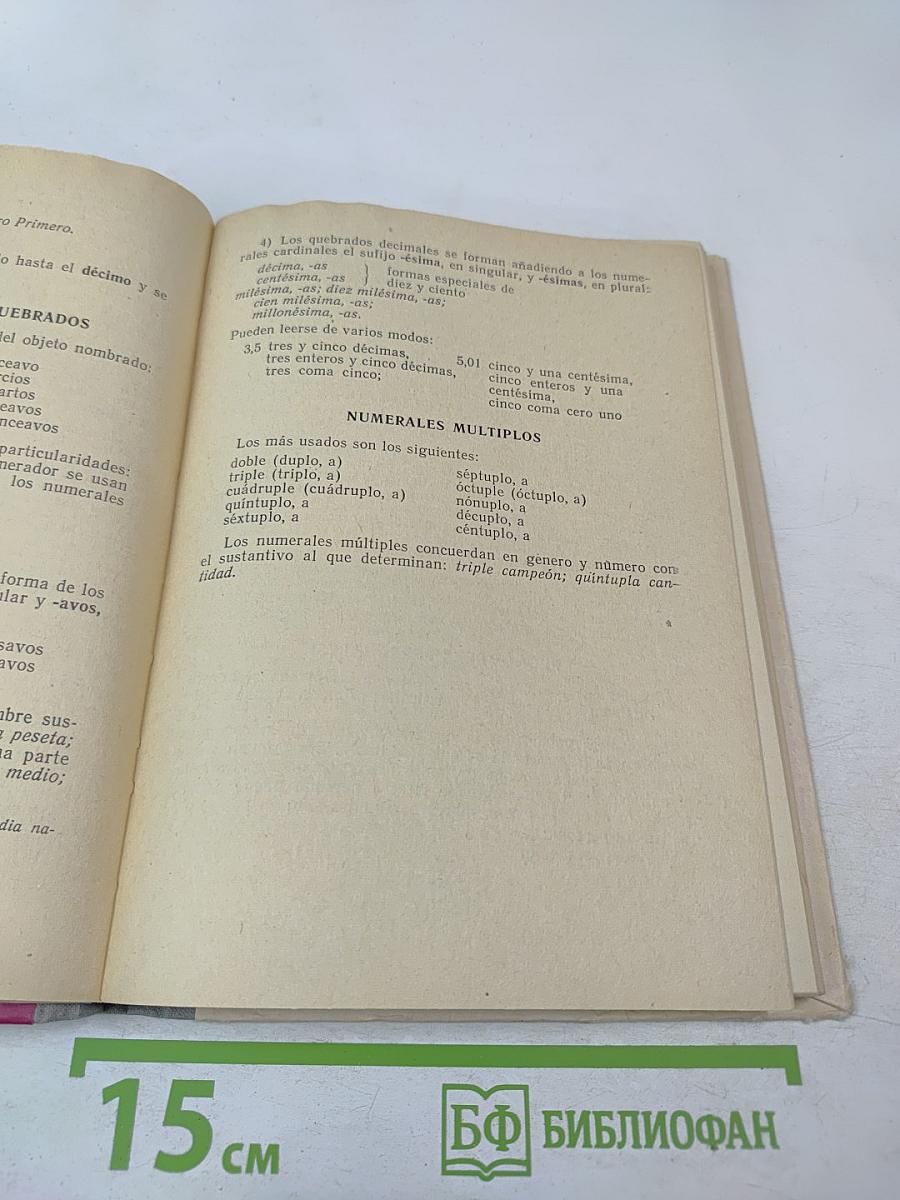 ro Primero.
o hasta el décimo y se
UEBRADOS
del objeto nombrado:
ceavo
rcios
artos
eavos
nceavos
particularidades:
nerador se usan
los numerales
forma de los
ular y -avos,
savos
avos
mbre sus-
a peseta;
na parte
medio;
dia na-
4) Los quebrados decimales se forman añadiendo a los nume-
rales cardinales el sufijo -ésima, en singular, y -ésimas, en plural:
décima, -as } formas especiales de
centésima, -as } diez y ciento
milésima, -as; diez milésima, -as;
cien milésima, -as;
millonésima, -as.
Pueden leerse de varios modos:
3,5 tres y cinco décimas,
tres enteros y cinco décimas,
tres coma cinco;
5,01 cinco y una centésima,
cinco enteros y una
centésima,
cinco coma cero uno
NUMERALES MULTIPLOS
Los más usados son los siguientes:
doble (duplo, a)
triple (triplo, a)
cuádruple (cuádruplo, a)
quíntuplo, a
séxtuplo, a
séptuplo, a
óctuple (óctuplo, a)
nónuplo, a
décuplo, a
céntuplo, a
Los numerales múltiples concuerdan en género y número con
el sustantivo al que determinan: triple campeón; quíntupla can-
tidad.
15 см
БФ БИБЛИОФАН